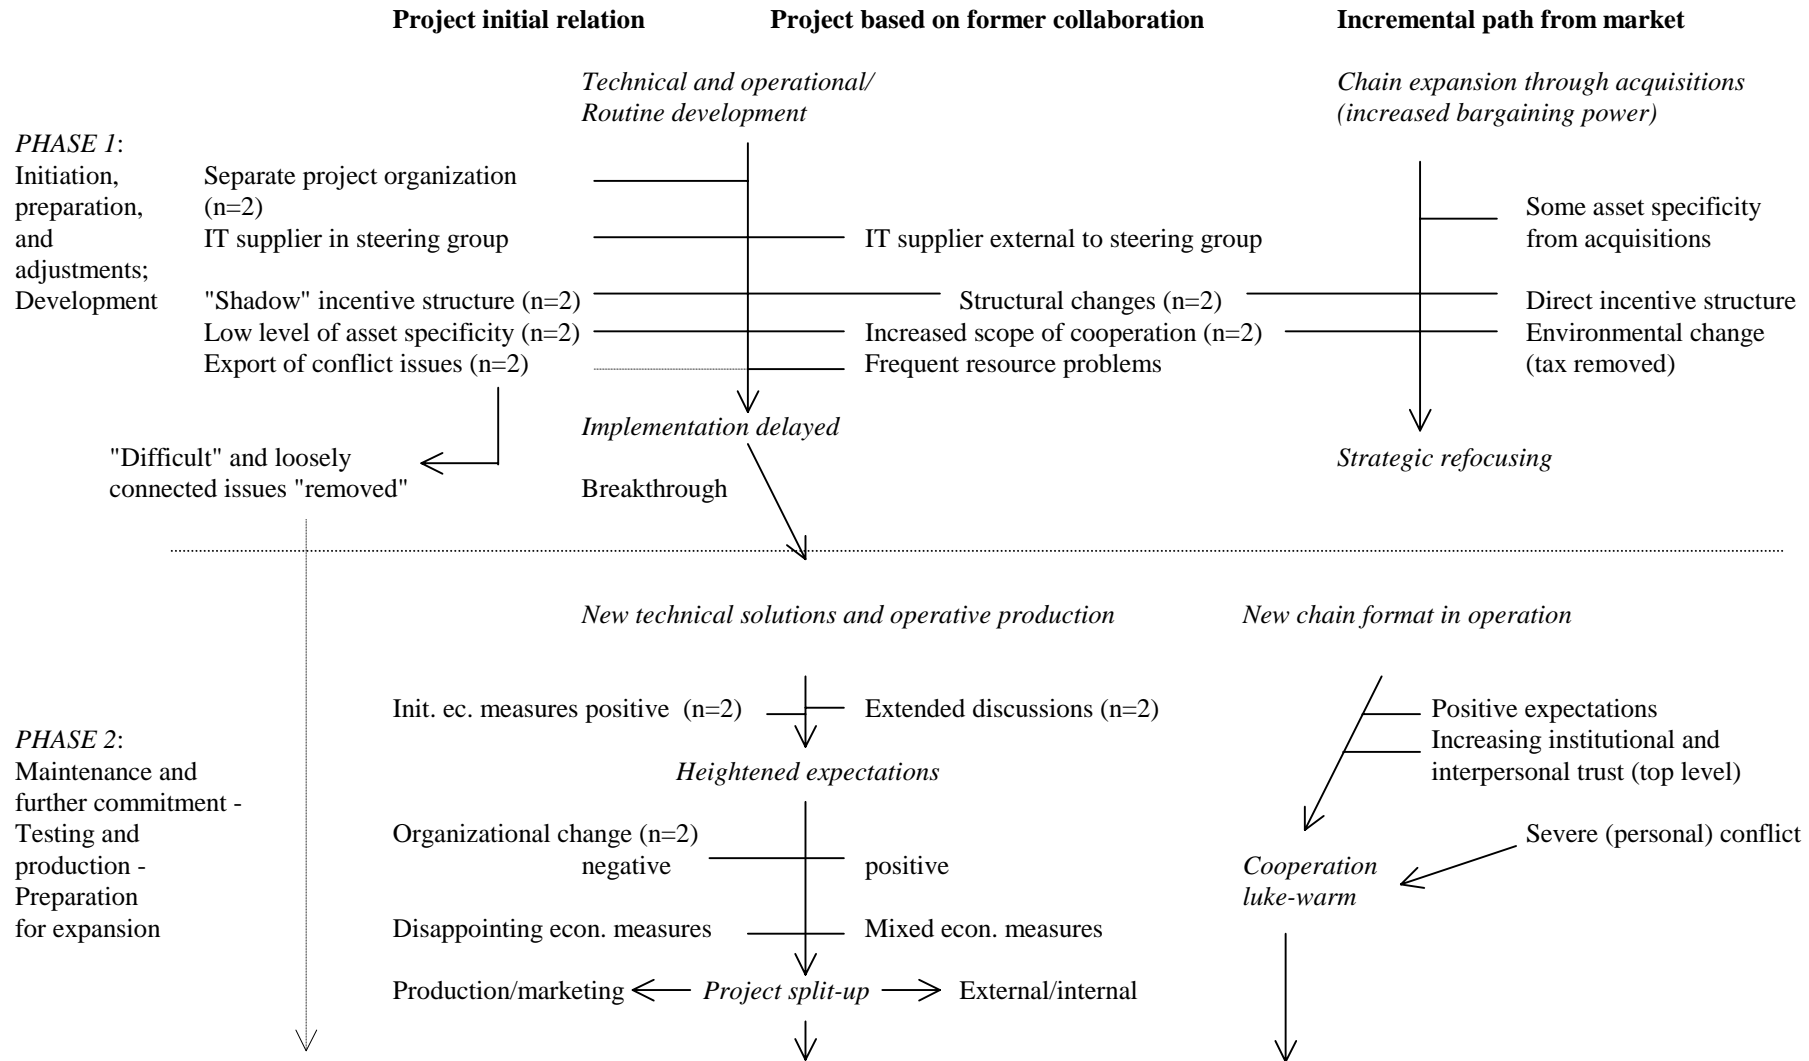 Project initial relation
Project based on former collaboration
Incremental path from market
Technical and operational/
Routine development
Chain expansion through acquisitions
(increased bargaining power)
PHASE 1:
Initiation,
preparation,
and
adjustments;
Development
Separate project organization
(n=2)
IT supplier in steering group
IT supplier external to steering group
Some asset specificity
from acquisitions
"Shadow" incentive structure (n=2)
Structural changes (n=2)
Direct incentive structure
Low level of asset specificity (n=2)
Increased scope of cooperation (n=2)
Environmental change
(tax removed)
Export of conflict issues (n=2)
Frequent resource problems
Implementation delayed
"Difficult" and loosely
connected issues "removed"
Breakthrough
Strategic refocusing
New technical solutions and operative production
New chain format in operation
PHASE 2:
Maintenance and
further commitment -
Testing and
production -
Preparation
for expansion
Init. ec. measures positive (n=2)
Extended discussions (n=2)
Positive expectations
Increasing institutional and
interpersonal trust (top level)
Heightened expectations
Organizational change (n=2)
negative
positive
Severe (personal) conflict
Cooperation
luke-warm
Disappointing econ. measures
Mixed econ. measures
Production/marketing
Project split-up
External/internal